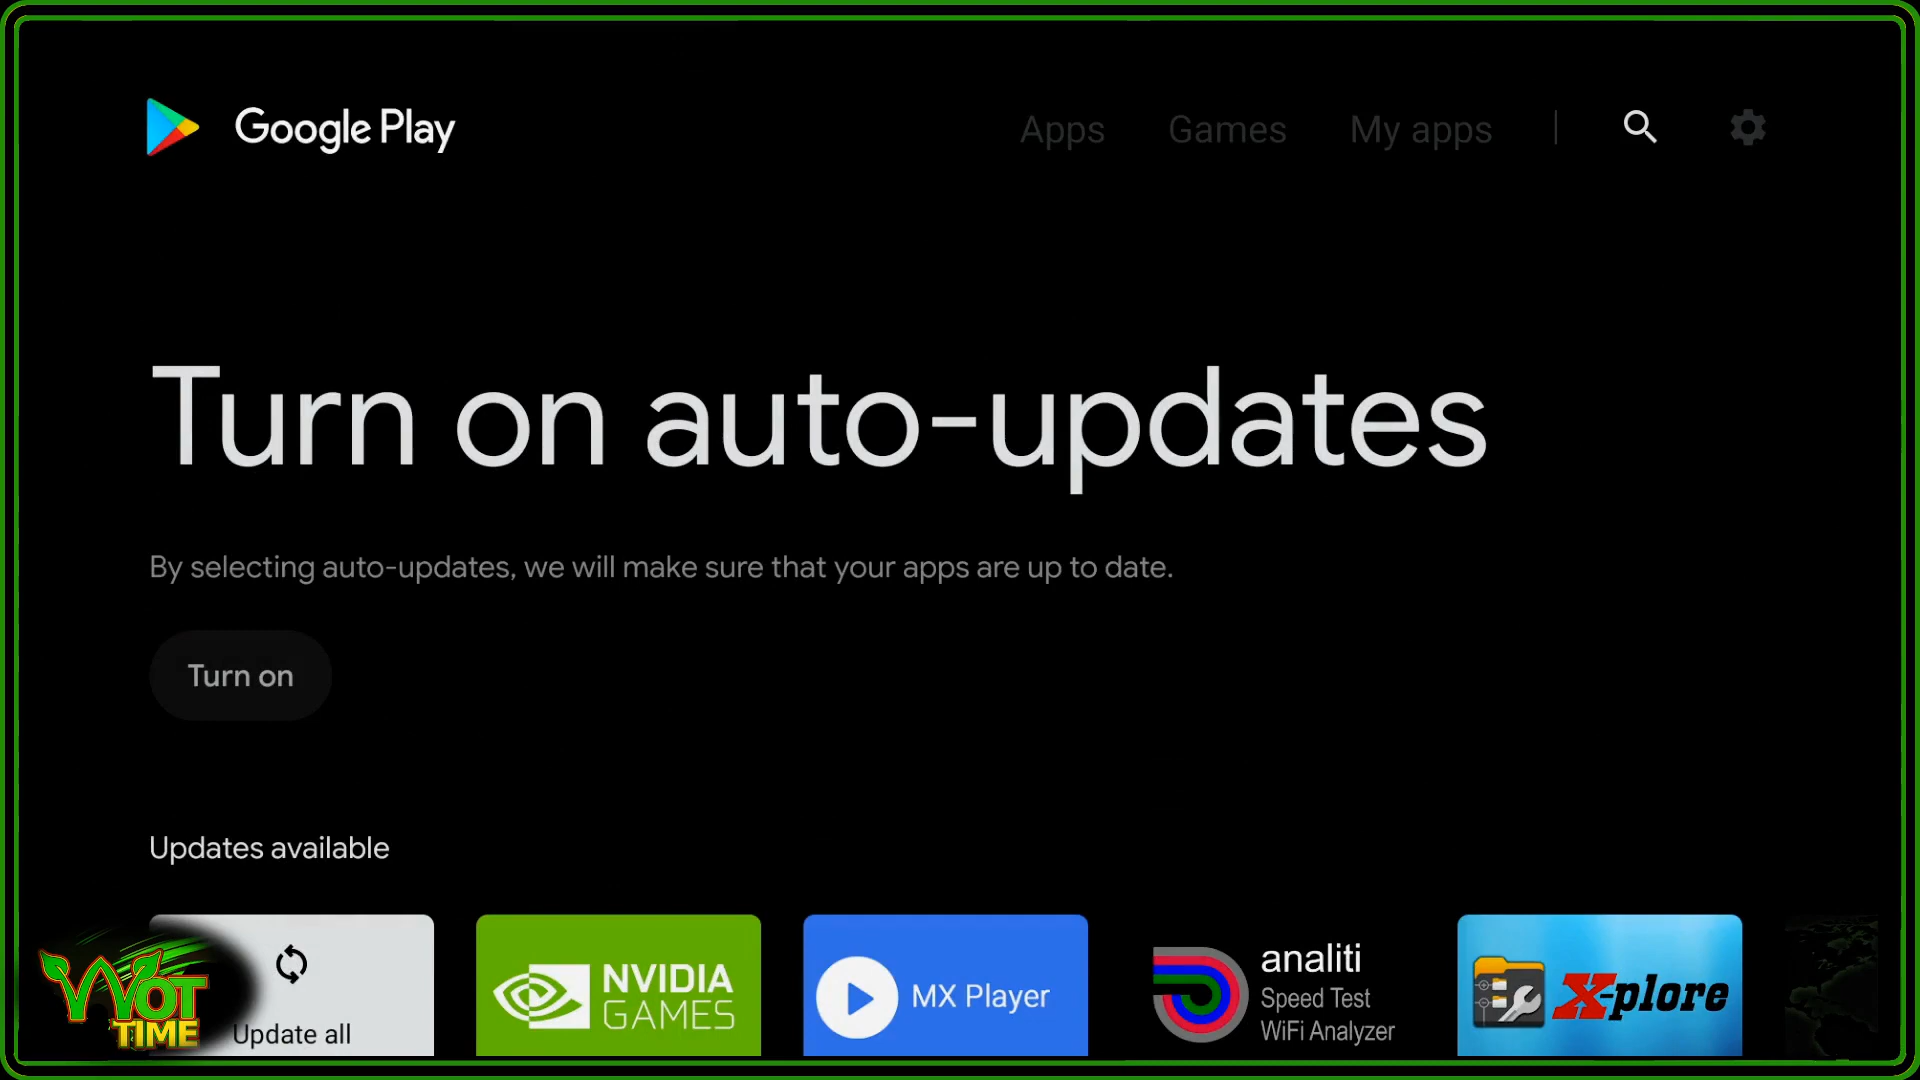 Google Play
Apps Games My apps
Turn on auto-updates
By selecting auto-updates, we will make sure that your apps are up to date.
Turn on
Updates available
Update all
NVIDIA
GAMES
MX Player
analiti
Speed Test
WiFi Analyzer
X-plore
WOT
TIME